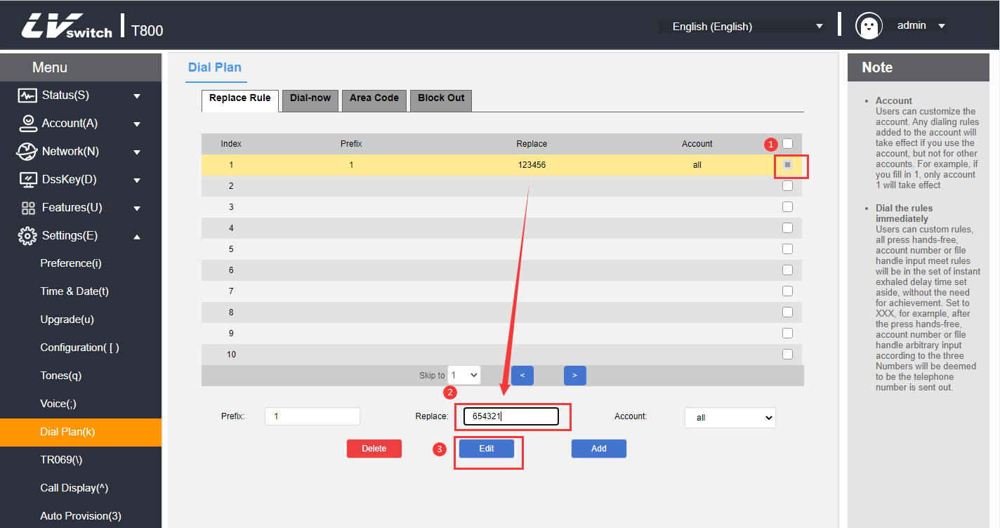 LVswitch T800
English (English)
admin
Menu
Status(S)
Account(A)
Network(N)
DssKey(D)
Features(U)
Settings(E)
Preference(i)
Time & Date(t)
Upgrade(u)
Configuration( [ )
Tones(q)
Voice(;)
Dial Plan(k)
TR069(\)
Call Display(^)
Auto Provision(3)
Dial Plan
Replace Rule Dial-now Area Code Block Out
Index Prefix Replace Account 1
1 1 123456 all
2
3
4
5
6
7
8
9
10
Skip to 1 < >
2
Prefix: 1 Replace: 654321 Account: all
Delete 3 Edit Add
Note
• Account
Users can customize the
account. Any dialing rules
added to the account will
take effect if you use the
account, but not for other
accounts. For example, if
you fill in 1, only account
1 will take effect
• Dial the rules
immediately
Users can custom rules,
all press hands-free,
account number or file
handle input meet rules
will be in the set of instant
exhaled delay time set
aside, without the need
for achievement. Set to
XXX, for example, after
the press hands-free,
account number or file
handle arbitrary input
according to the three
Numbers will be deemed
to be the telephone
number is sent out.